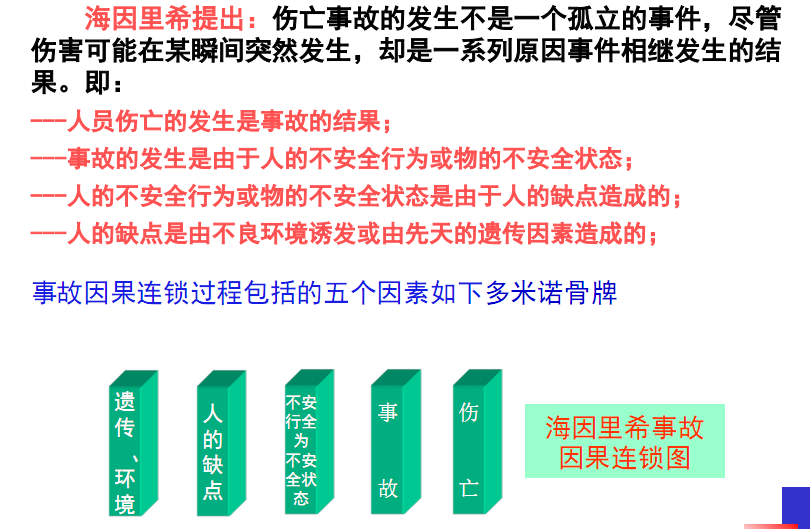 海因里希提出：伤亡事故的发生不是一个孤立的事件，尽管
伤害可能在某瞬间突然发生，却是一系列原因事件相继发生的结
果。即：
---人员伤亡的发生是事故的结果；
---事故的发生是由于人的不安全行为或物的不安全状态；
---人的不安全行为或物的不安全状态是由于人的缺点造成的；
---人的缺点是由不良环境诱发或由先天的遗传因素造成的；
事故因果连锁过程包括的五个因素如下多米诺骨牌
遗传、环境
人的缺点
不安
行全
为
不安
全状
态
事故
伤亡
海因里希事故
因果连锁图